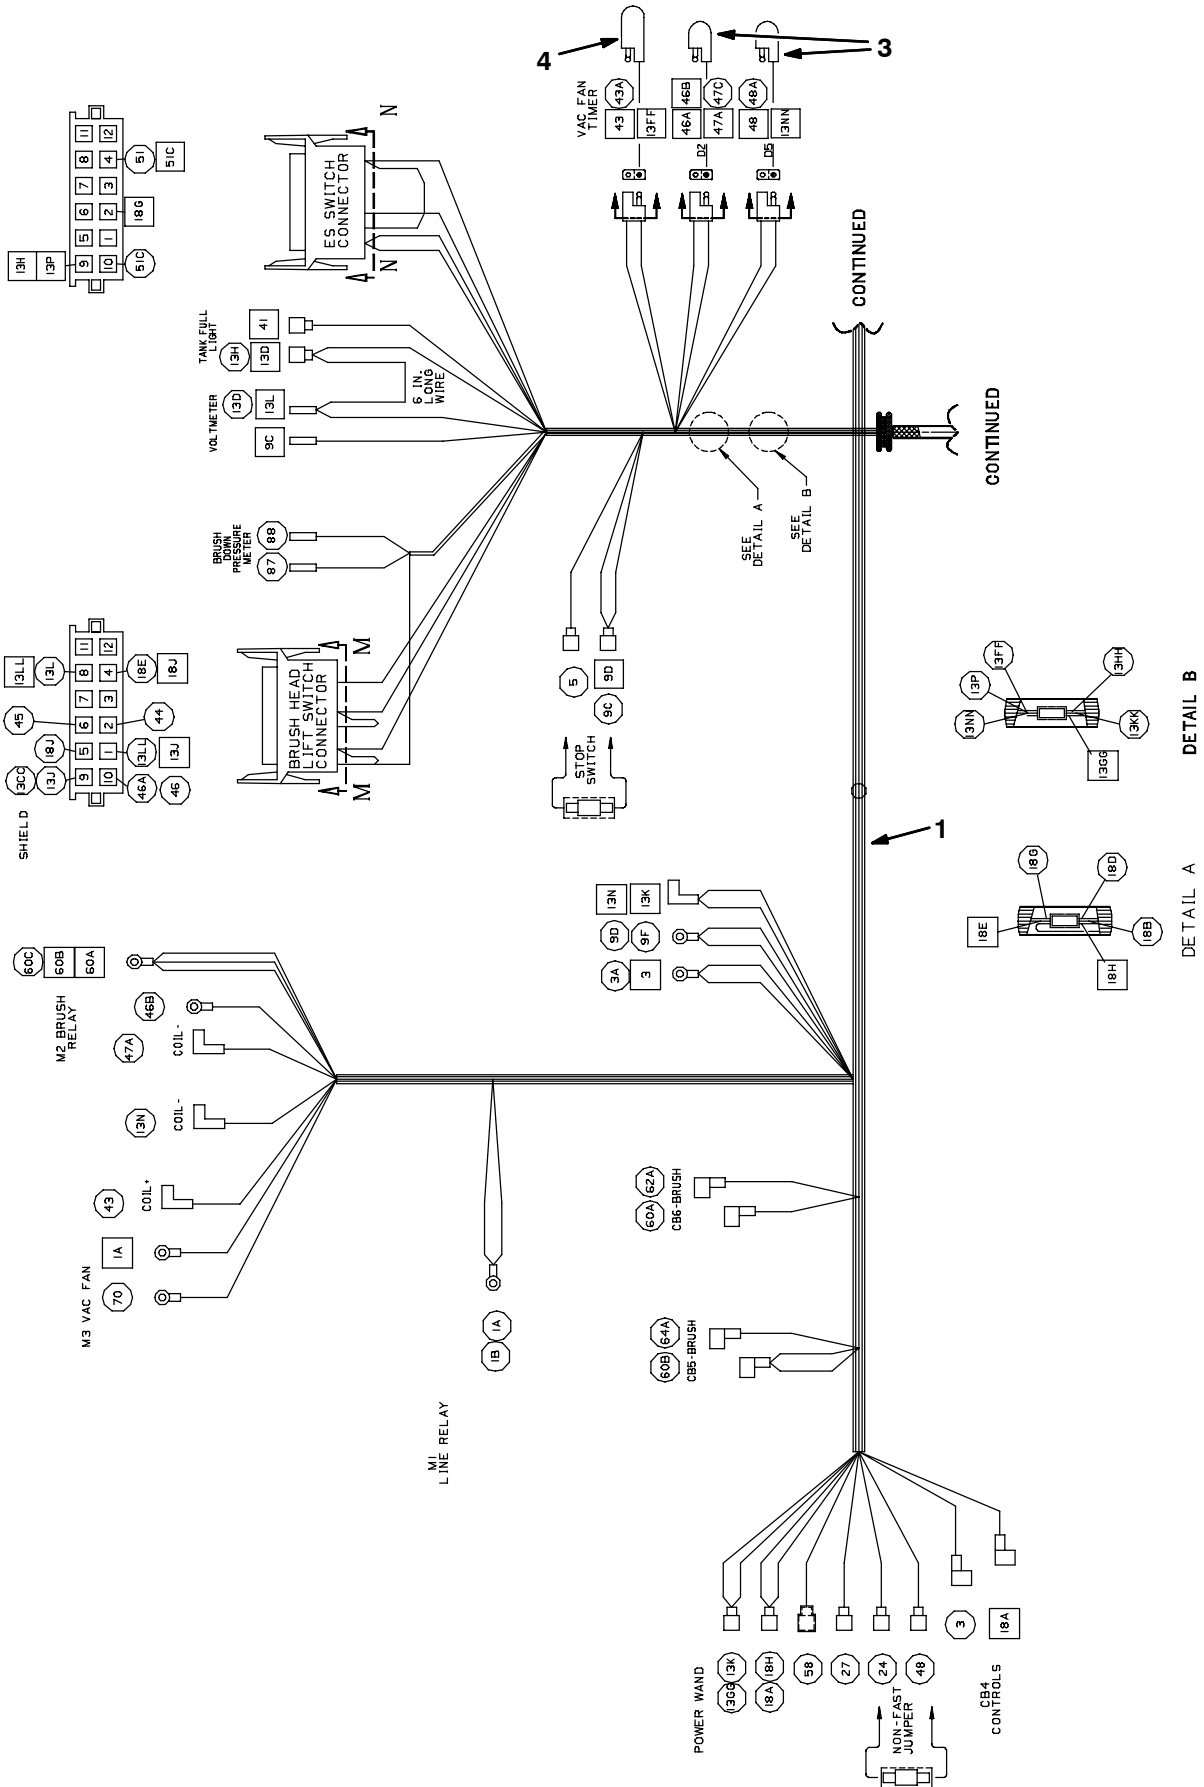 4
3
VAC FAN
TIMER
43
43A
13FF
46A
46B
47A
47C
D2
48
48A
13NN
D5
11
12
8
4
51
51C
7
3
6
2
18G
5
1
13H
13P
9
10
51C
N
ES SWITCH
CONNECTOR
N
TANK FULL
LIGHT
41
13H
13D
6 IN.
LONG
WIRE
VOLTMETER
13D
13L
9C
BRUSH
DOWN
PRESSURE
METER
88
87
CONTINUED
CONTINUED
SEE
DETAIL A
SEE
DETAIL B
SHIELD
11
12
13LL
13L
8
4
18E
18J
7
3
45
6
2
44
18J
5
1
13LL
13J
13CC
13J
9
10
46A
46
M
BRUSH HEAD
LIFT SWITCH
CONNECTOR
M
5
9D
9C
STOP
SWITCH
1
13FF
13P
13NN
13HH
13KK
13GG
DETAIL B
18G
18E
18D
18B
18H
DETAIL A
13N
13K
9D
9F
3A
3
M2 BRUSH
RELAY
60C
60B
60A
46B
47A
COIL-
13N
COIL-
43
COIL+
M3 VAC FAN
1A
70
M1
LINE RELAY
1B
1A
60A
62A
CB6-BRUSH
60B
64A
CB5-BRUSH
POWER WAND
13GG
13K
18A
18H
58
27
24
48
NON-FAST
JUMPER
3
18A
CB4
CONTROLS